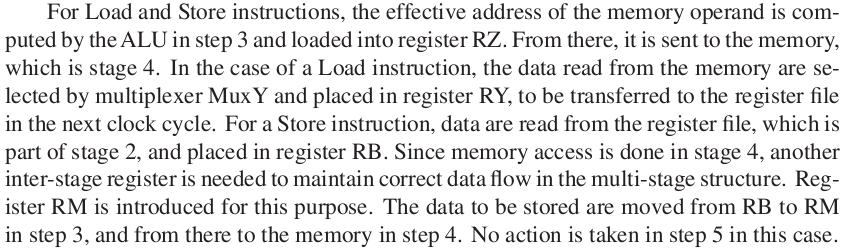 For Load and Store instructions, the effective address of the memory operand is com-
puted by the ALU in step 3 and loaded into register RZ. From there, it is sent to the memory,
which is stage 4. In the case of a Load instruction, the data read from the memory are se-
lected by multiplexer MuxY and placed in register RY, to be transferred to the register file
in the next clock cycle. For a Store instruction, data are read from the register file, which is
part of stage 2, and placed in register RB. Since memory access is done in stage 4, another
inter-stage register is needed to maintain correct data flow in the multi-stage structure. Reg-
ister RM is introduced for this purpose. The data to be stored are moved from RB to RM
in step 3, and from there to the memory in step 4. No action is taken in step 5 in this case.